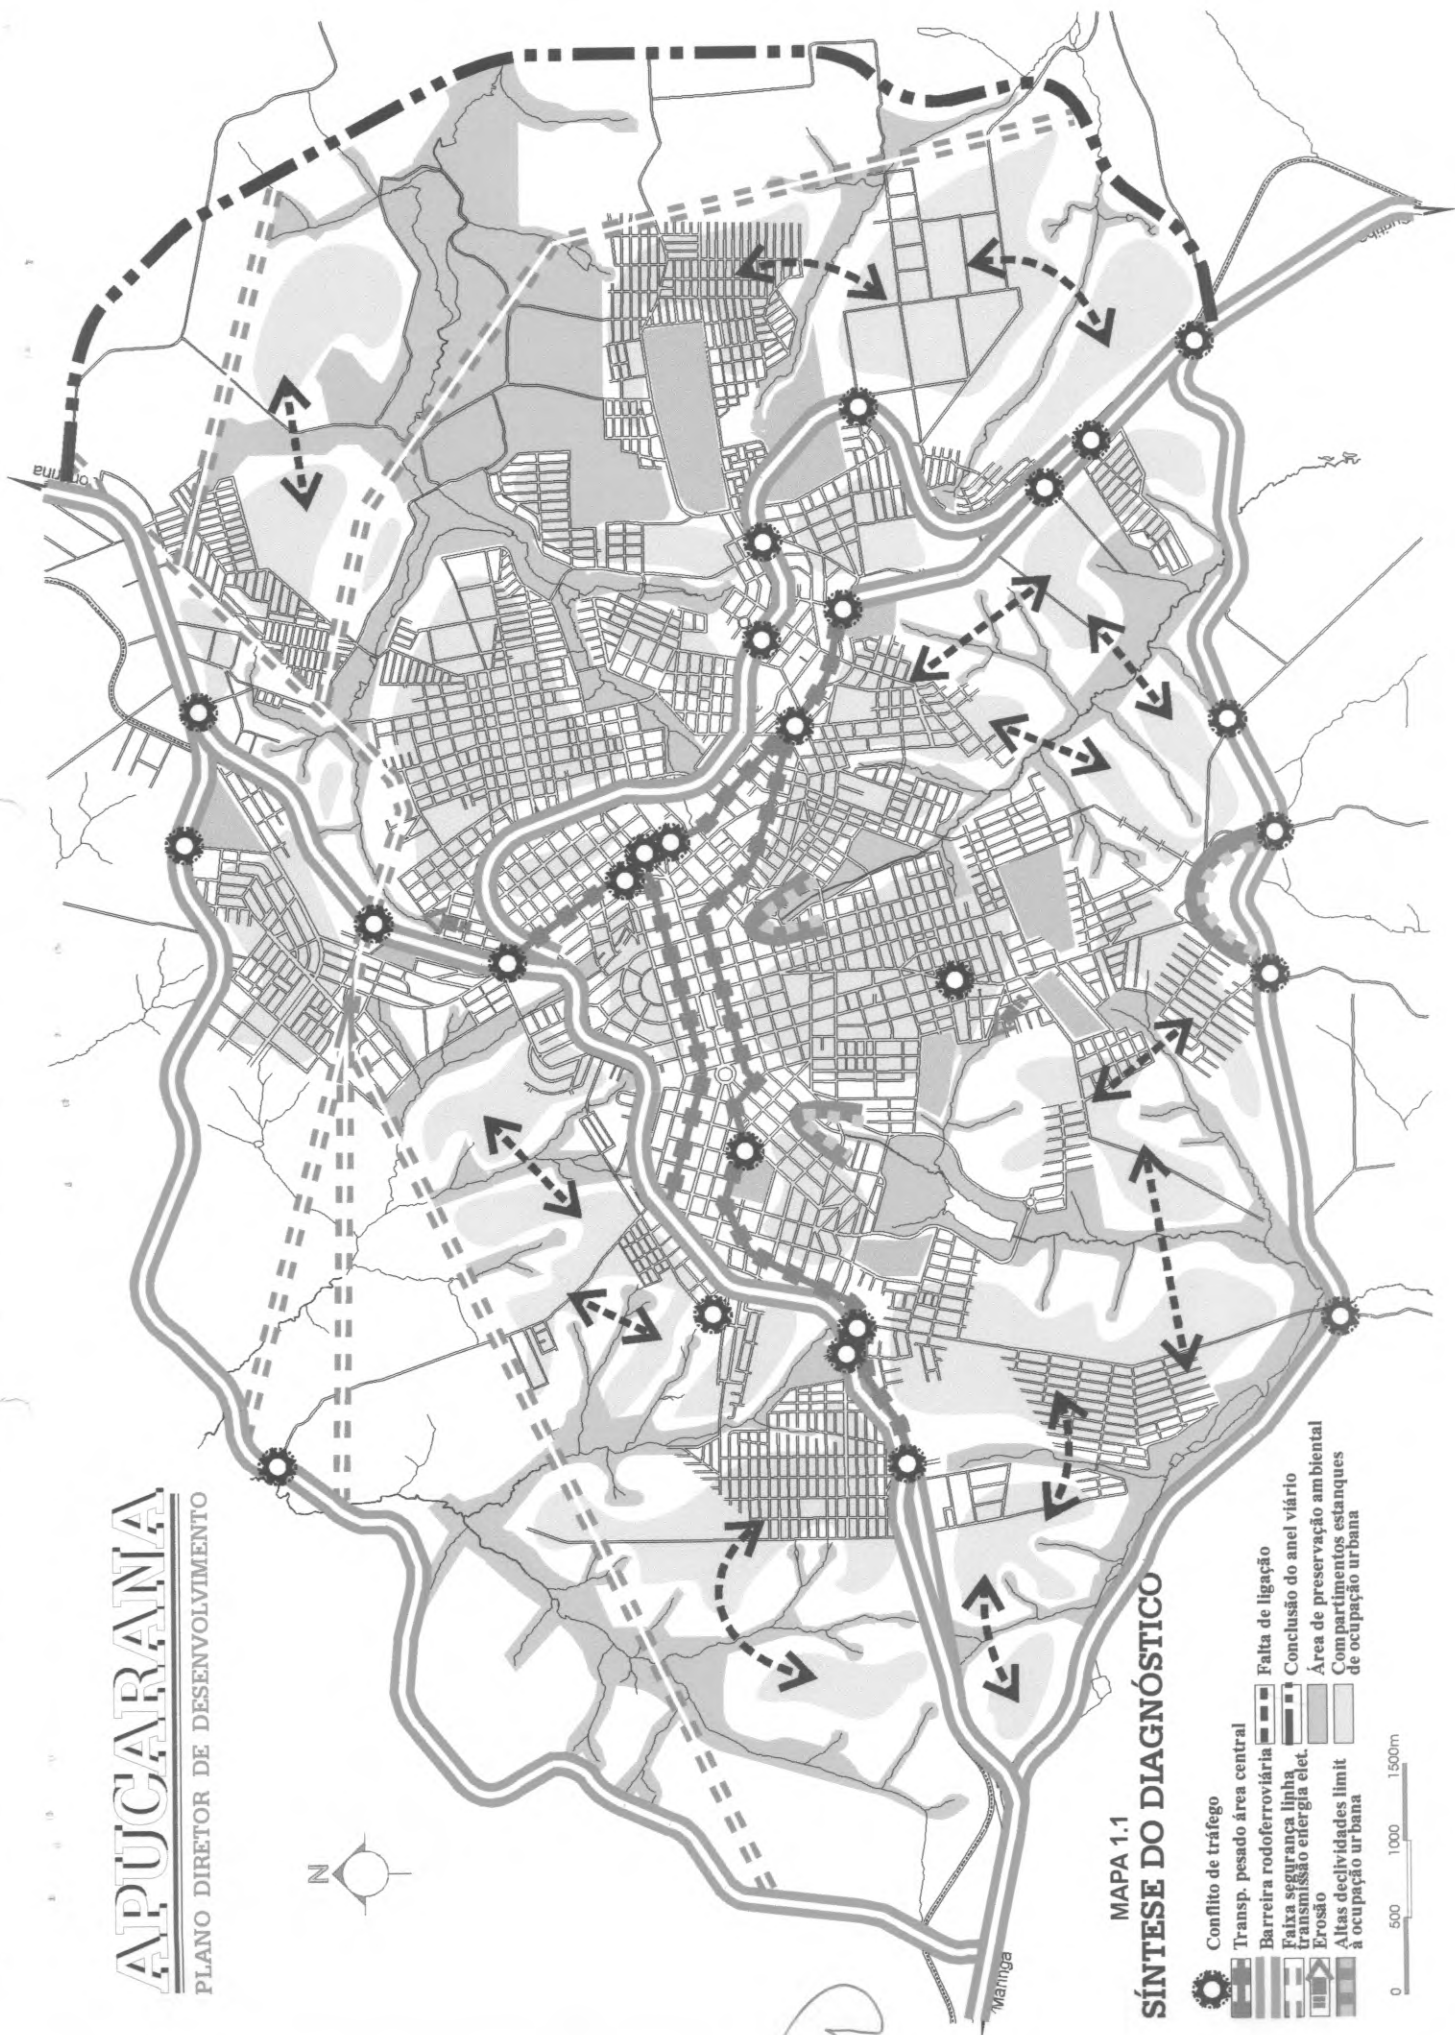 APUCARANA
PLANO DIRETOR DE DESENVOLVIMENTO
N
MAPA 1.1
SÍNTESE DO DIAGNÓSTICO
Conflito de tráfego
Transp. pesado área central
Barreira rodoferroviária
Faixa segurança linha
transmissão energia elet.
Erosão
Altas declividades limit
à ocupação urbana
Falta de ligação
Conclusão do anel viário
Área de preservação ambiental
Compartimentos estanques
de ocupação urbana
0 500 1000 1500m
Maringa